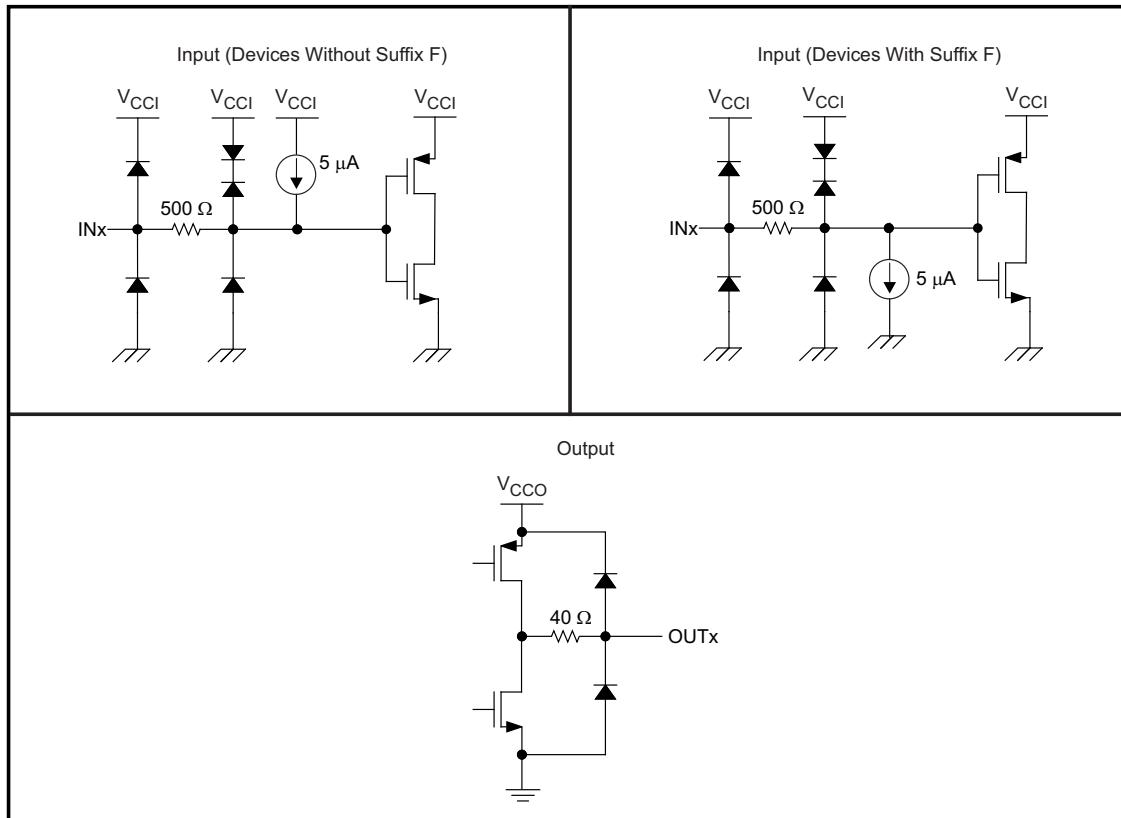 Input (Devices Without Suffix F)
VCCI
VCCI
VCCI
VCCI
5 μA
500 Ω
INx
Input (Devices With Suffix F)
VCCI
VCCI
VCCI
500 Ω
INx
5 μA
Output
VCCO
40 Ω
OUTx